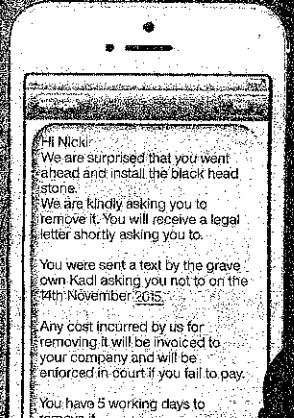 Hi Nicki
We are surprised that you went
ahead and install the black head
stone.
We are kindly asking you to
remove it. You will receive a legal
letter shortly asking you to.
You were sent a text by the grave
own Kadl asking you not to on the
14th November 2015.
Any cost incurred by us for
removing it will be invoiced to
your company and will be
enforced in court if you fail to pay.
You have 5 working days to
remove it